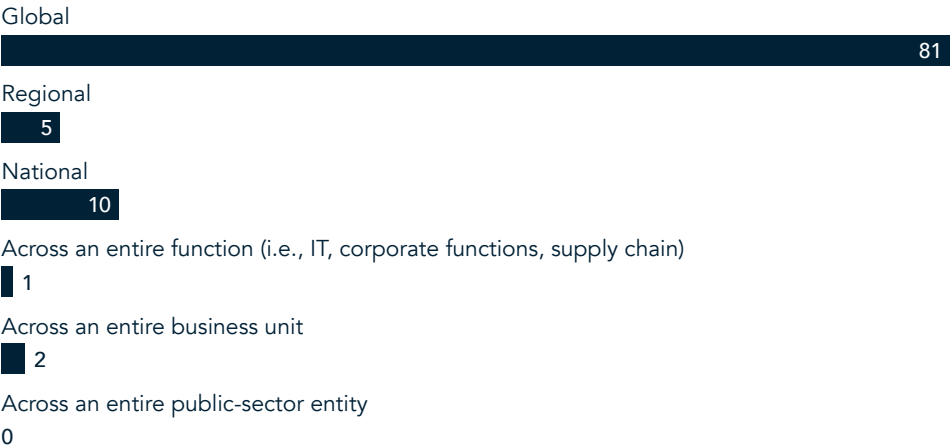 Global
81
Regional
5
National
10
Across an entire function (i.e., IT, corporate functions, supply chain)
1
Across an entire business unit
2
Across an entire public-sector entity
0